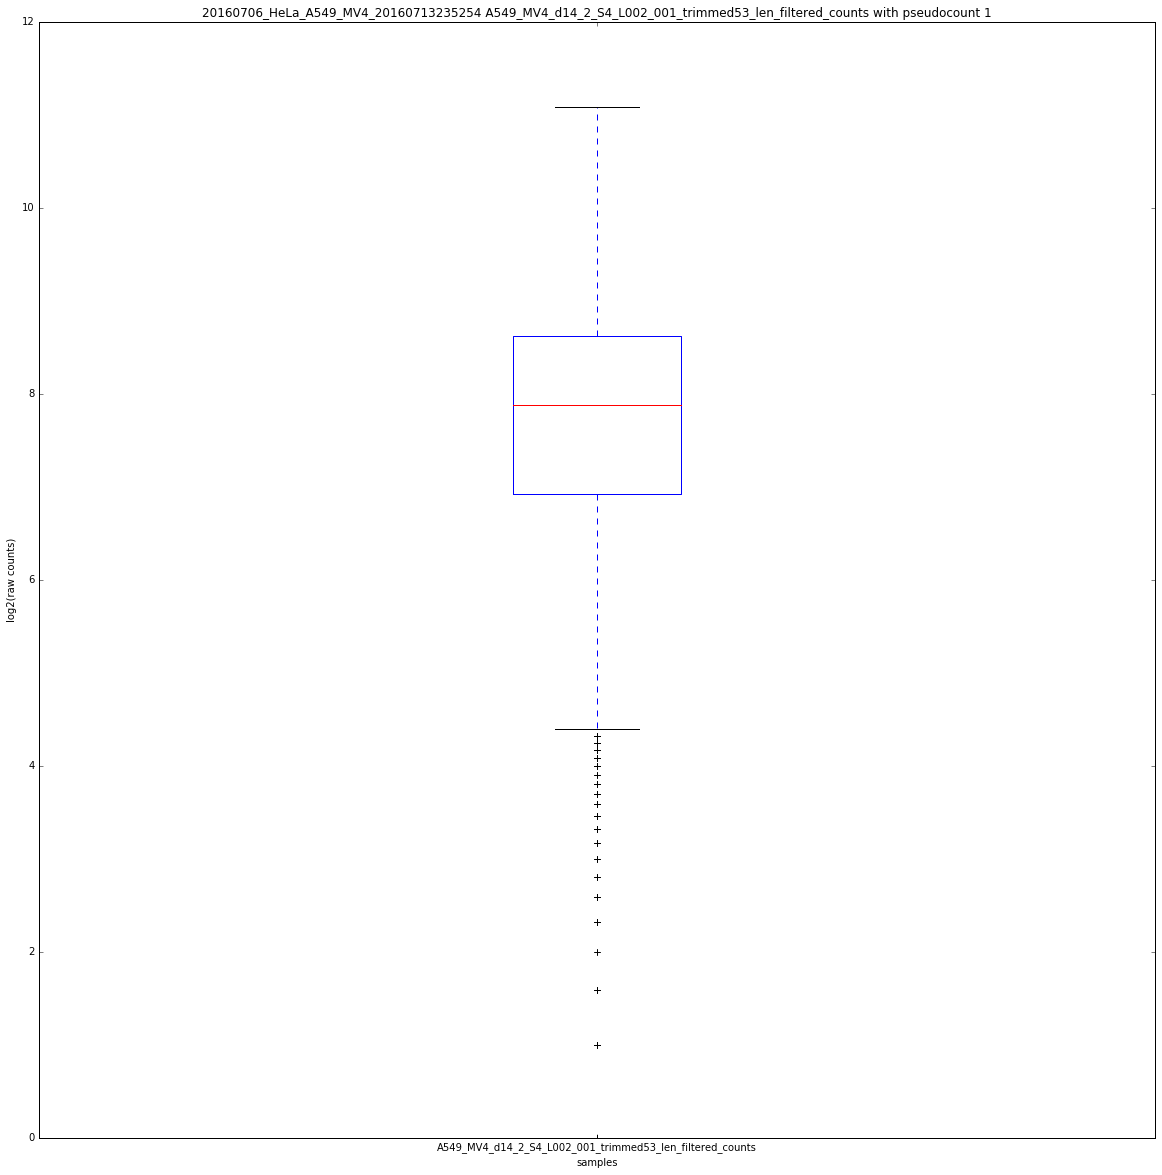 20160706_HeLa_A549_MV4_20160713235254 A549_MV4_d14_2_S4_L002_001_trimmed53_len_filtered_counts with pseudocount 1
12
10
8
6
4
2
0
log2(raw counts)
A549_MV4_d14_2_S4_L002_001_trimmed53_len_filtered_counts
samples